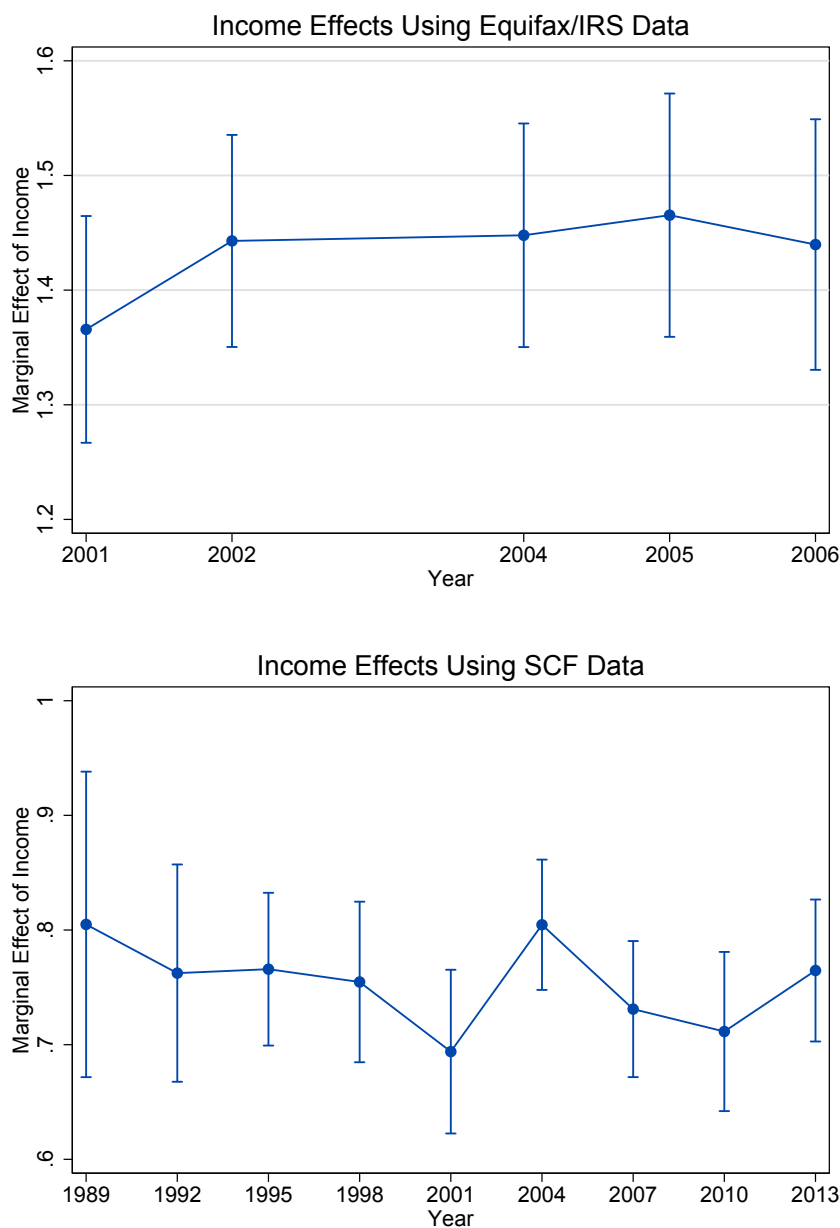 Income Effects Using Equifax/IRS Data
Marginal Effect of Income
1.6
1.5
1.4
1.3
1.2
2001 2002 2004 2005 2006
Year
Income Effects Using SCF Data
Marginal Effect of Income
1
.9
.8
.7
.6
1989 1992 1995 1998 2001 2004 2007 2010 2013
Year